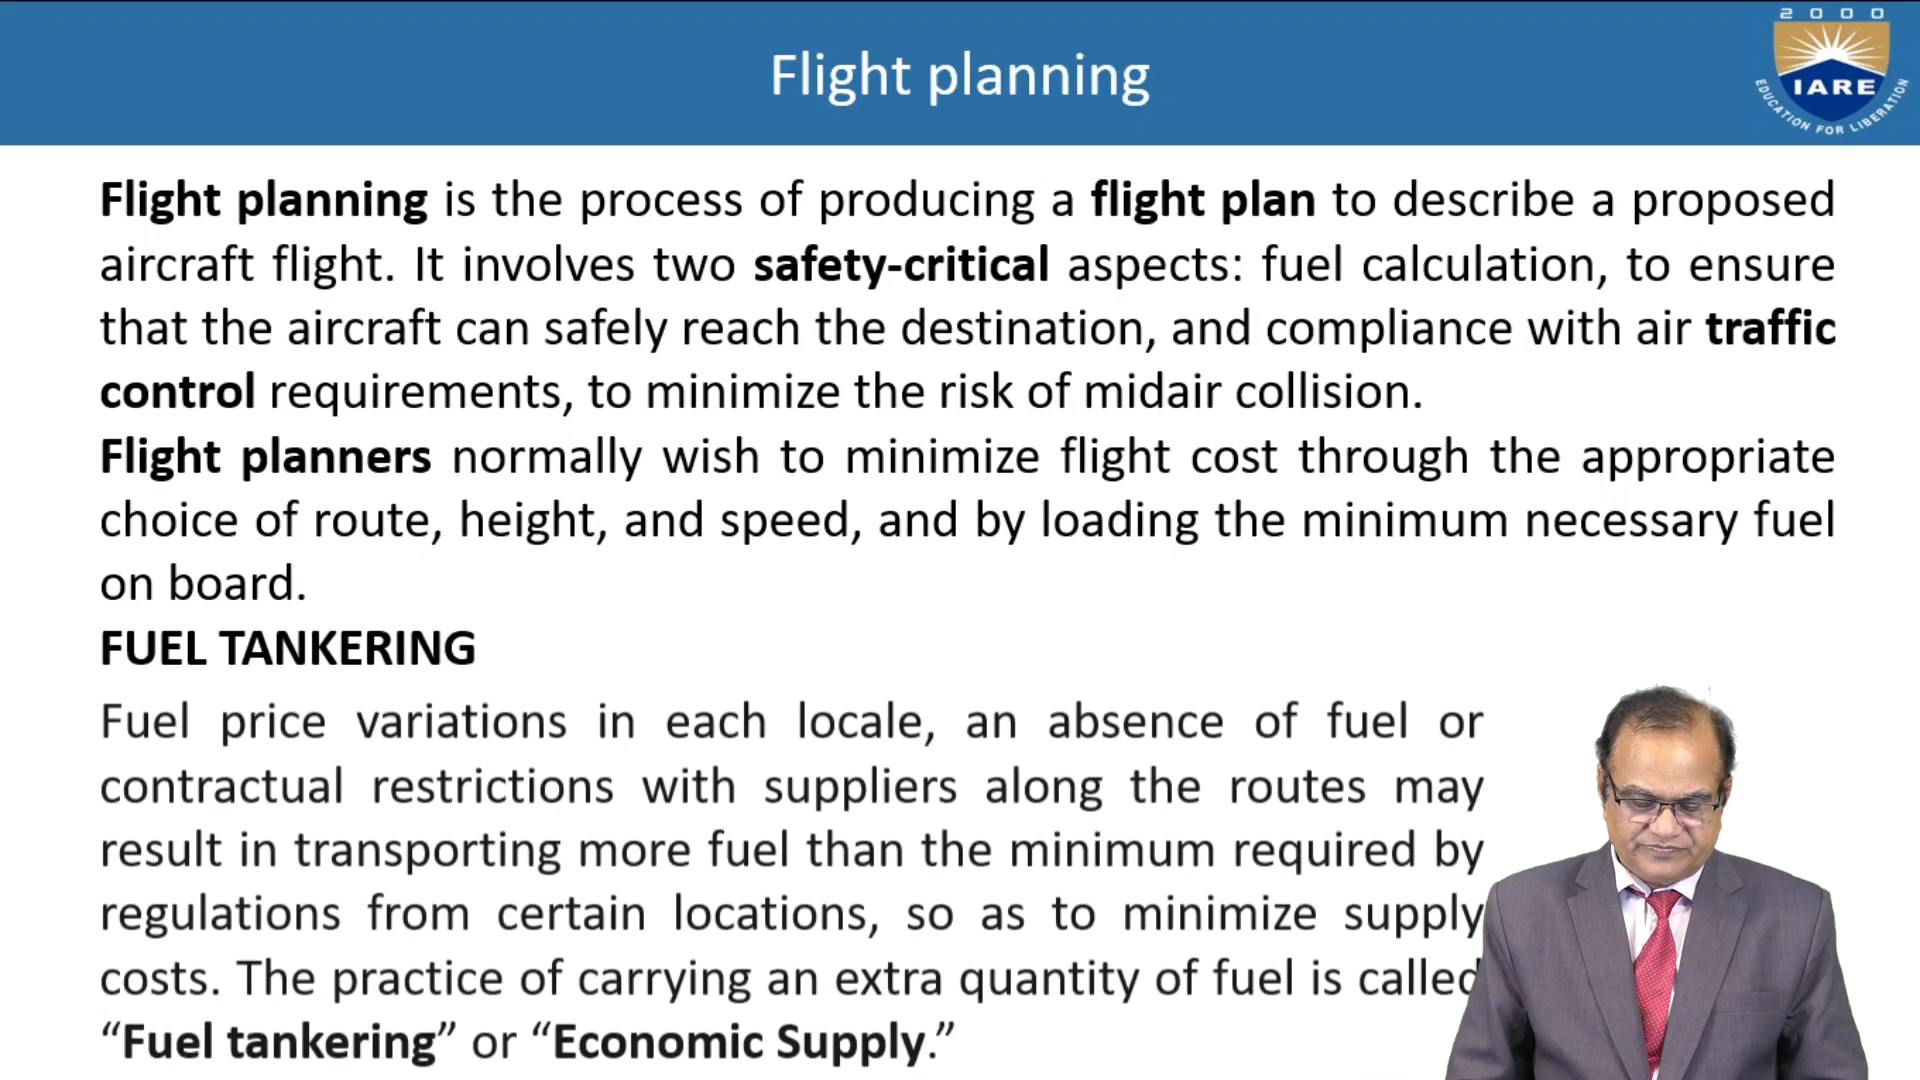 2 0 0 0
Flight planning
IARE
EDUCATION FOR LIBERATION
Flight planning is the process of producing a flight plan to describe a proposed
aircraft flight. It involves two safety-critical aspects: fuel calculation, to ensure
that the aircraft can safely reach the destination, and compliance with air traffic
control requirements, to minimize the risk of midair collision.
Flight planners normally wish to minimize flight cost through the appropriate
choice of route, height, and speed, and by loading the minimum necessary fuel
on board.
FUEL TANKERING
Fuel price variations in each locale, an absence of fuel or
contractual restrictions with suppliers along the routes may
result in transporting more fuel than the minimum required by
regulations from certain locations, so as to minimize supply
costs. The practice of carrying an extra quantity of fuel is called
“Fuel tankering” or “Economic Supply.”